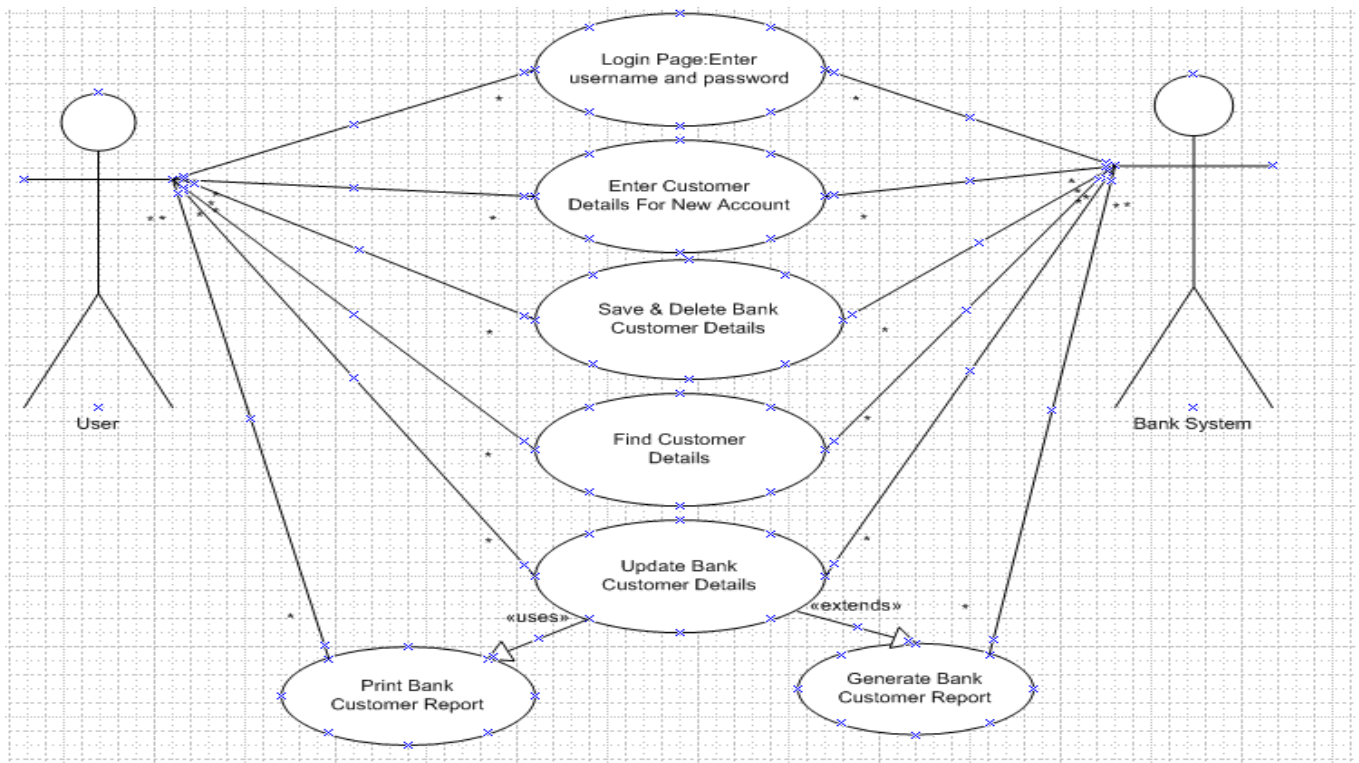 Login Page:Enter
username and password
*
*
Enter Customer
Details For New Account
*
*
*
*
*
**
*
*
*
**
Save & Delete Bank
Customer Details
*
*
User
Bank System
Find Customer
Details
*
*
Update Bank
Customer Details
*
*
«uses»
«extends»
*
*
Print Bank
Customer Report
Generate Bank
Customer Report